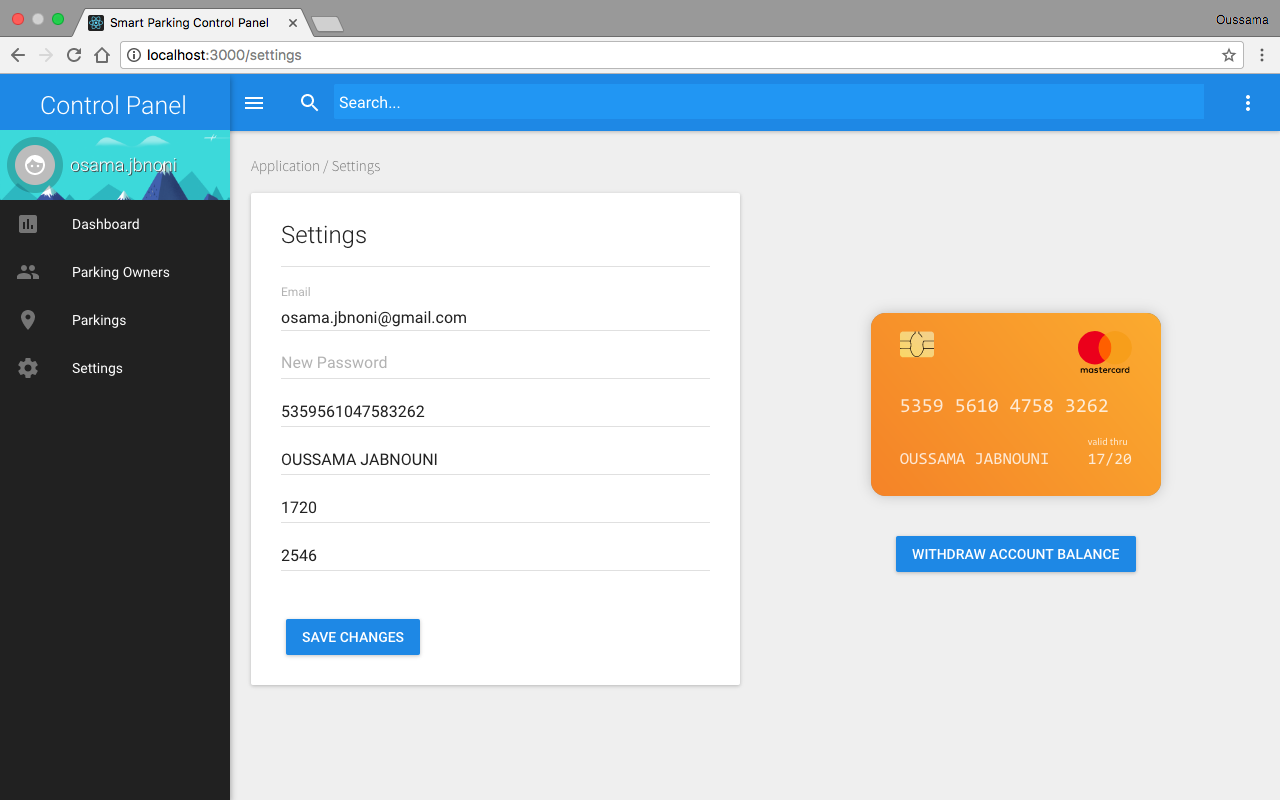 Smart Parking Control Panel
Oussama
localhost:3000/settings
Control Panel
Search...
osama.jbnoni
Dashboard
Parking Owners
Parkings
Settings
Application / Settings
Settings
Email
osama.jbnoni@gmail.com
New Password
5359561047583262
OUSSAMA JABNOUNI
1720
2546
SAVE CHANGES
mastercard
5359 5610 4758 3262
valid thru
OUSSAMA JABNOUNI 17/20
WITHDRAW ACCOUNT BALANCE